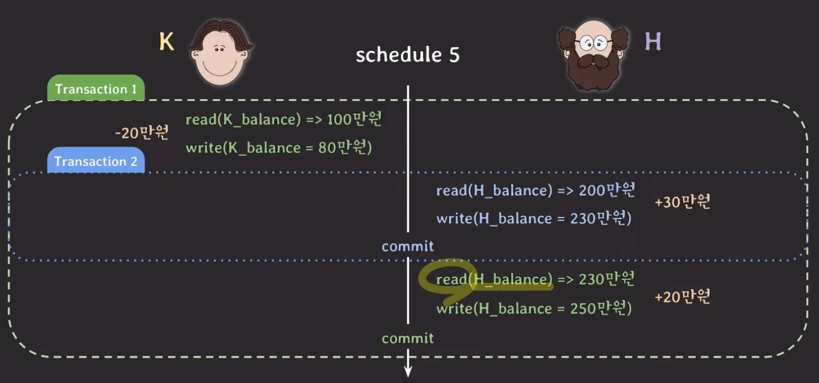 K
H
schedule 5
Transaction 1
-20만원
read(K_balance) => 100만원
write(K_balance = 80만원)
Transaction 2
read(H_balance) => 200만원
write(H_balance = 230만원)
+30만원
commit
read(H_balance) => 230만원
write(H_balance = 250만원)
+20만원
commit